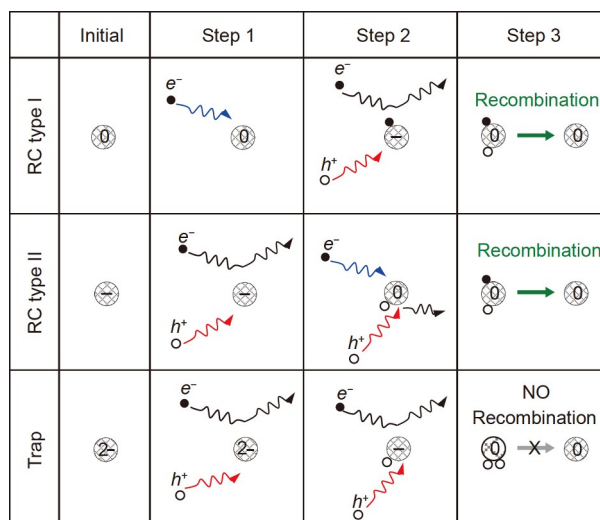 Initial
Step 1
Step 2
Step 3
RC type I
0
e⁻
0
e⁻
–
h⁺
Recombination
0
0
RC type II
–
e⁻
–
h⁺
e⁻
0
h⁺
Recombination
0
0
Trap
2-
e⁻
2-
h⁺
e⁻
–
h⁺
NO
Recombination
0
X
0